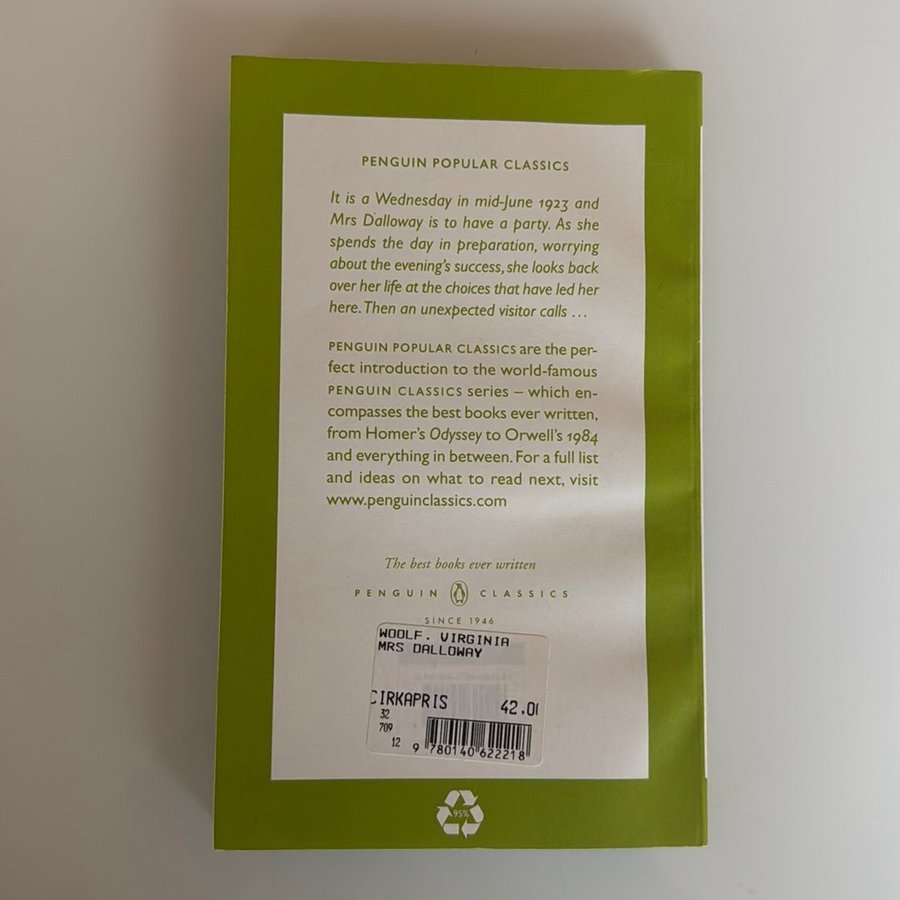 PENGUIN POPULAR CLASSICS
It is a Wednesday in mid-June 1923 and
Mrs Dalloway is to have a party. As she
spends the day in preparation, worrying
about the evening's success, she looks back
over her life at the choices that have led her
here. Then an unexpected visitor calls ...
PENGUIN POPULAR CLASSICS are the per-
fect introduction to the world-famous
PENGUIN CLASSICS series – which en-
compasses the best books ever written,
from Homer's Odyssey to Orwell's 1984
and everything in between. For a full list
and ideas on what to read next, visit
www.penguinclassics.com
The best books ever written
PENGUIN CLASSICS
SINCE 1946
WOOLF. VIRGINIA
MRS DALLOWAY
CIRKAPRIS 42.00
32
709
12
9 780140 622218
95%